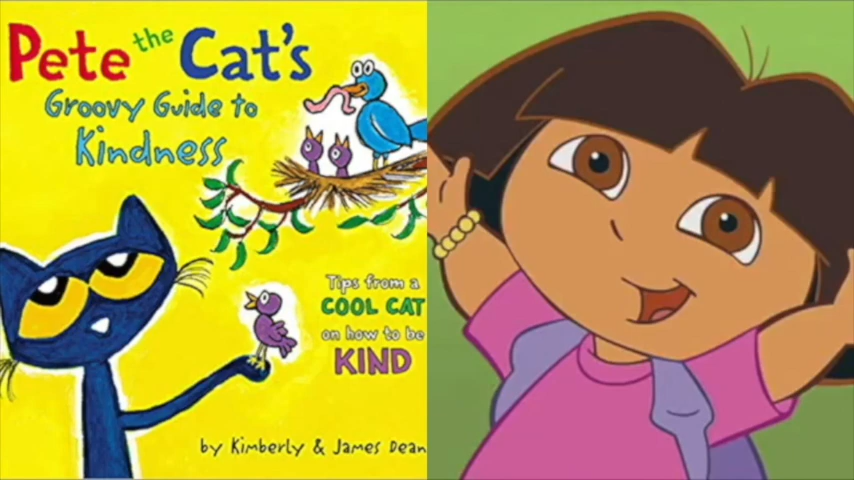 Pete the Cat's
Groovy Guide to
Kindness
Tips from a
COOL CAT
on how to be
KIND
by Kimberly & James Dean